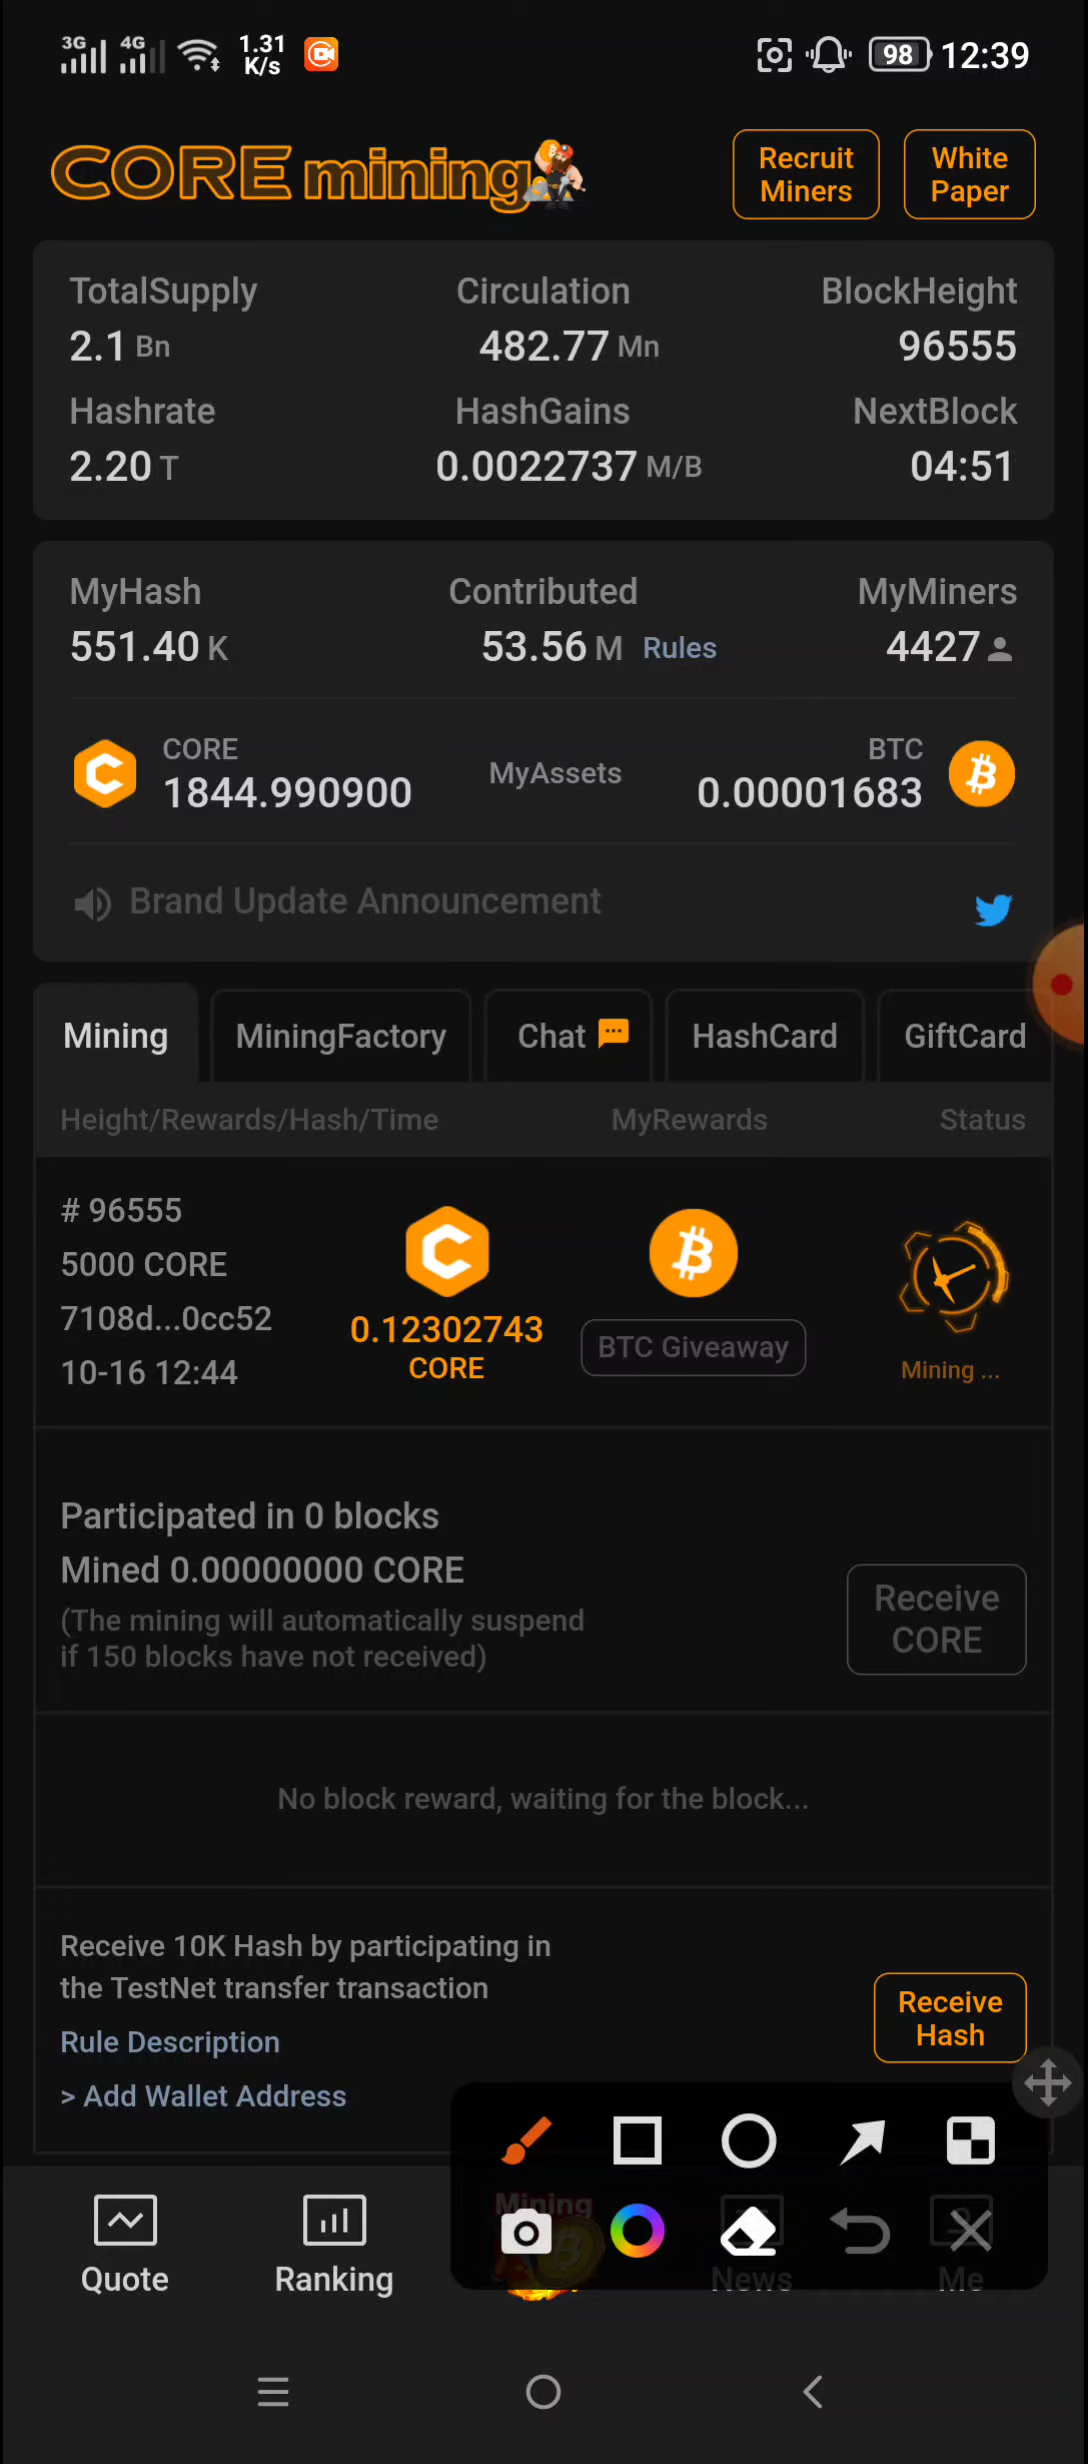 3G 4G 1.31 K/s 98 12:39
CORE mining
Recruit Miners
White Paper
TotalSupply Circulation BlockHeight
2.1 Bn 482.77 Mn 96555
Hashrate HashGains NextBlock
2.20 T 0.0022737 M/B 04:51
MyHash Contributed MyMiners
551.40 K 53.56 M Rules 4427
CORE BTC
1844.990900 MyAssets 0.00001683
Brand Update Announcement
Mining MiningFactory Chat HashCard GiftCard
Height/Rewards/Hash/Time MyRewards Status
# 96555
5000 CORE
7108d...0cc52
10-16 12:44
0.12302743
CORE
BTC Giveaway
Mining ...
Participated in 0 blocks
Mined 0.00000000 CORE
(The mining will automatically suspend
if 150 blocks have not received)
Receive
CORE
No block reward, waiting for the block...
Receive 10K Hash by participating in
the TestNet transfer transaction
Rule Description
> Add Wallet Address
Receive
Hash
Mining
Quote Ranking News Me